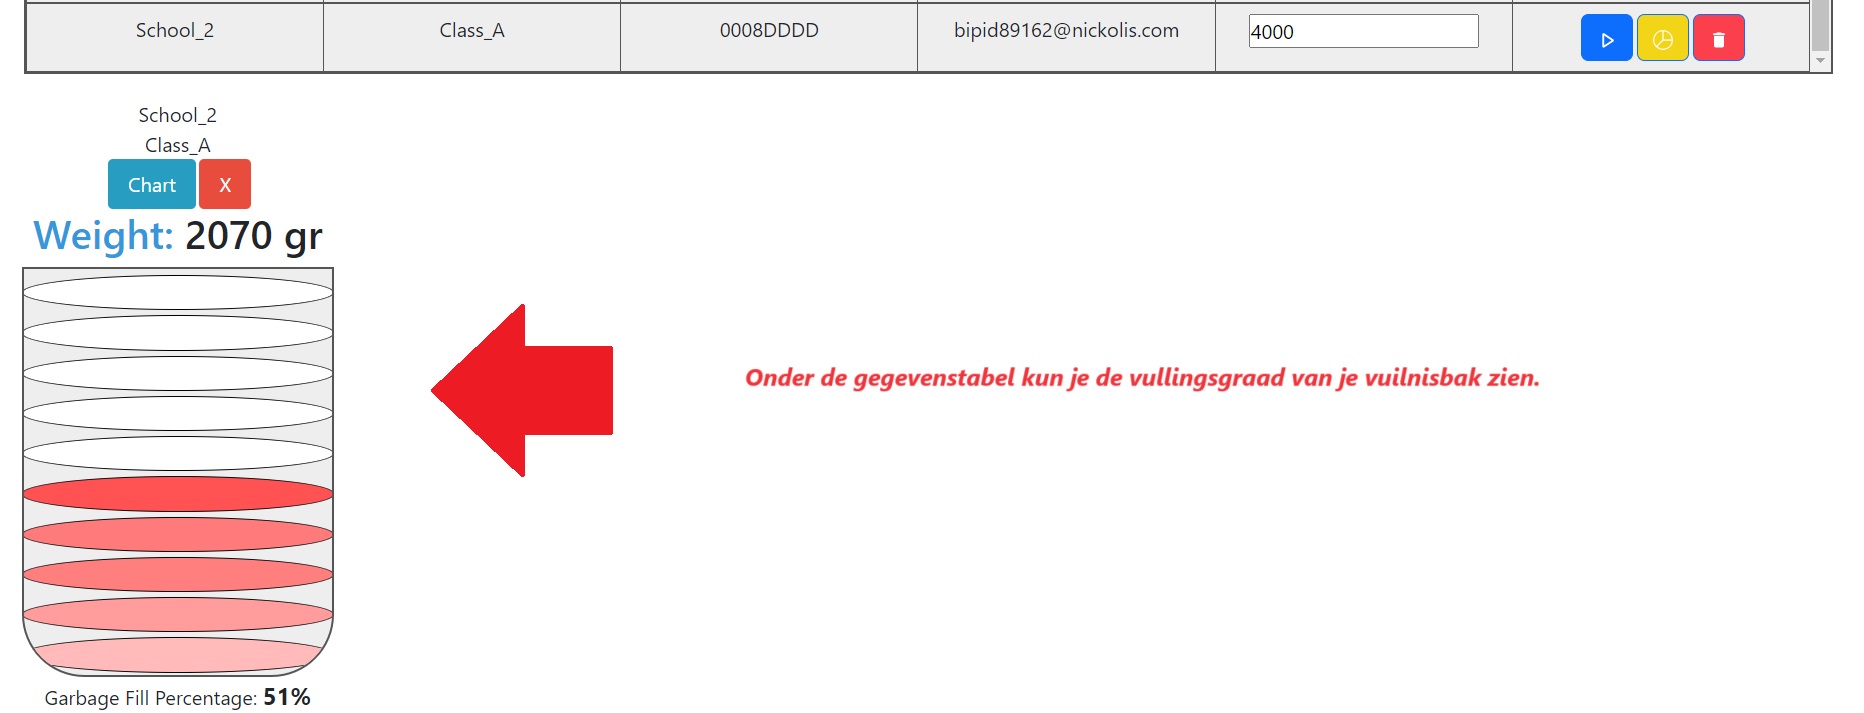 School_2 Class_A 0008DDDD bipid89162@nickolis.com 4000
School_2
Class_A
Chart X
Weight: 2070 gr
Onder de gegevenstabel kun je de vullingsgraad van je vuilnisbak zien.
Garbage Fill Percentage: 51%